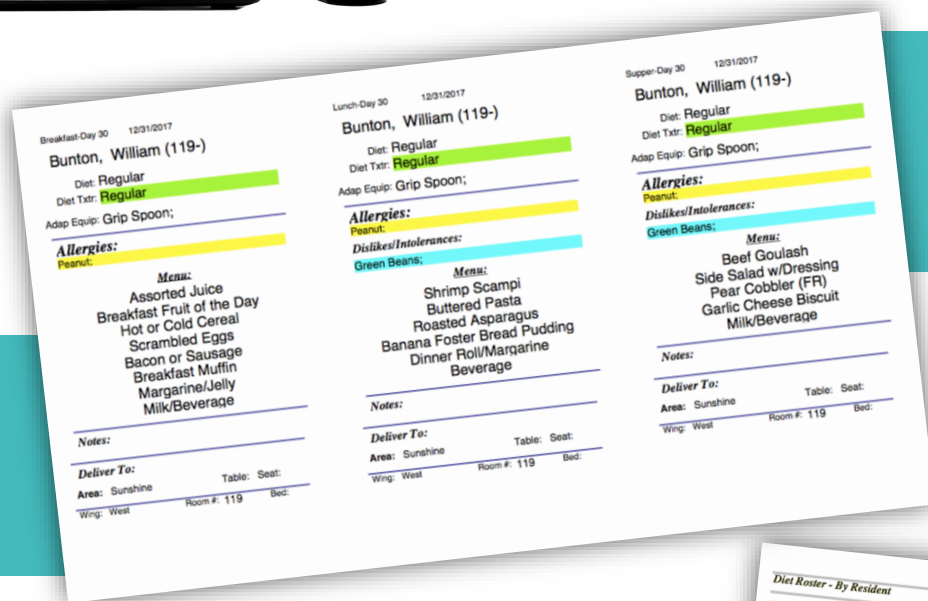 Breakfast-Day 30 12/31/2017
Bunton, William (119-)
Diet: Regular
Diet Txtr: Regular
Adap Equip: Grip Spoon;
Allergies:
Peanut;
Menu:
Assorted Juice
Breakfast Fruit of the Day
Hot or Cold Cereal
Scrambled Eggs
Bacon or Sausage
Breakfast Muffin
Margarine/Jelly
Milk/Beverage
Notes:
Deliver To:
Area: Sunshine Table: Seat:
Wing: West Room #: 119 Bed:
Lunch-Day 30 12/31/2017
Bunton, William (119-)
Diet: Regular
Diet Txtr: Regular
Adap Equip: Grip Spoon;
Allergies:
Peanut;
Dislikes/Intolerances:
Green Beans;
Menu:
Shrimp Scampi
Buttered Pasta
Roasted Asparagus
Banana Foster Bread Pudding
Dinner Roll/Margarine
Beverage
Notes:
Deliver To:
Area: Sunshine Table: Seat:
Wing: West Room #: 119 Bed:
Supper-Day 30 12/31/2017
Bunton, William (119-)
Diet: Regular
Diet Txtr: Regular
Adap Equip: Grip Spoon;
Allergies:
Peanut;
Dislikes/Intolerances:
Green Beans;
Menu:
Beef Goulash
Side Salad w/Dressing
Pear Cobbler (FR)
Garlic Cheese Biscuit
Milk/Beverage
Notes:
Deliver To:
Area: Sunshine Table: Seat:
Wing: West Room #: 119 Bed:
Diet Roster - By Resident